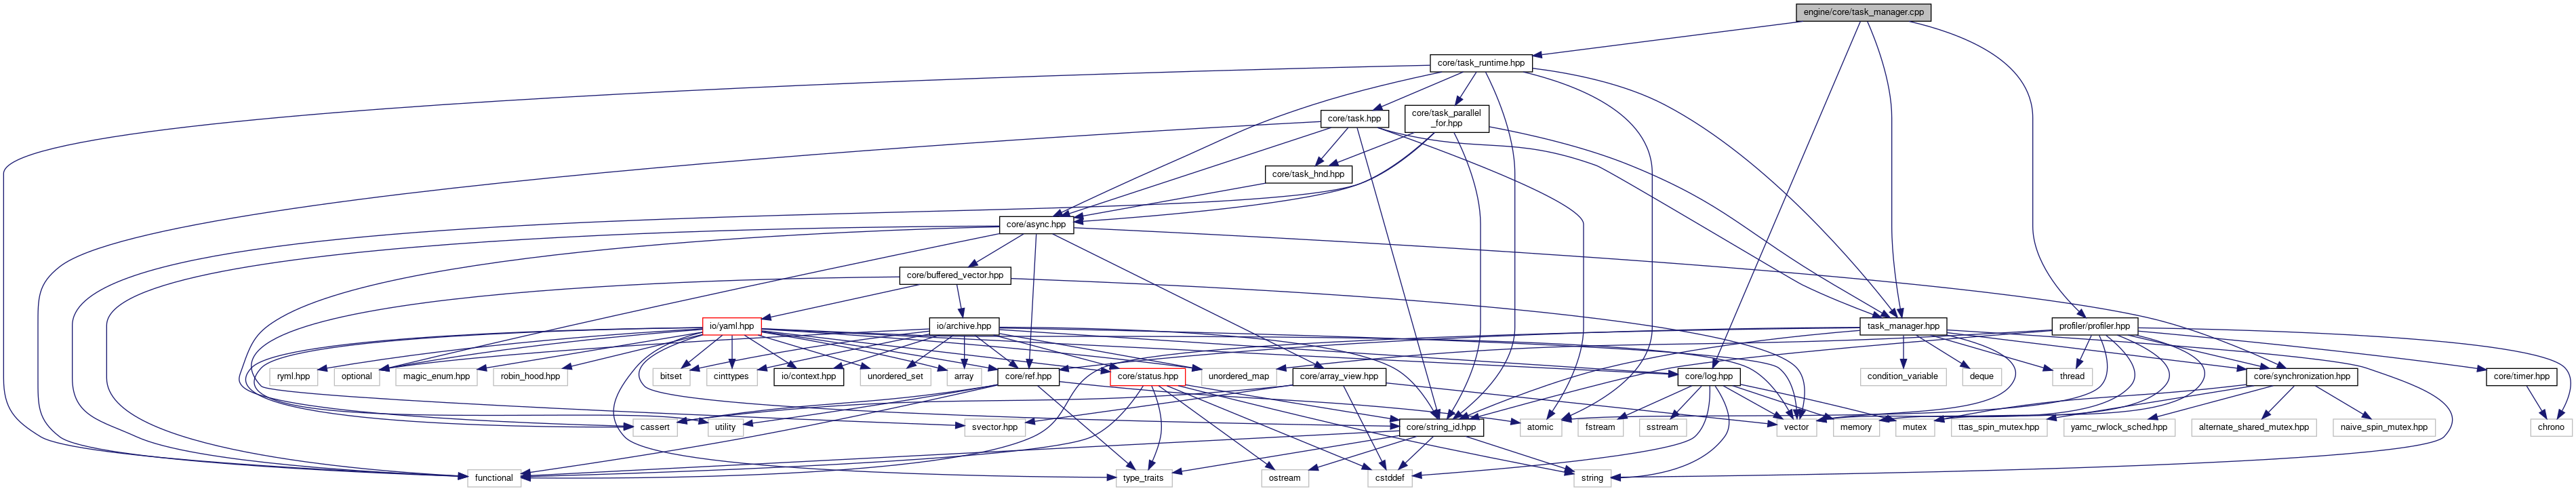 engine/core/task_manager.cpp
core/task_runtime.hpp
core/task.hpp
core/task_parallel
_for.hpp
core/task_hnd.hpp
core/async.hpp
core/buffered_vector.hpp
io/yaml.hpp
io/archive.hpp
task_manager.hpp
profiler/profiler.hpp
ryml.hpp
optional
magic_enum.hpp
robin_hood.hpp
bitset
cinttypes
io/context.hpp
unordered_set
array
core/ref.hpp
core/status.hpp
unordered_map
core/array_view.hpp
core/log.hpp
condition_variable
deque
thread
core/synchronization.hpp
core/timer.hpp
cassert
utility
svector.hpp
core/string_id.hpp
atomic
fstream
sstream
vector
memory
mutex
ttas_spin_mutex.hpp
yamc_rwlock_sched.hpp
alternate_shared_mutex.hpp
naive_spin_mutex.hpp
chrono
functional
type_traits
ostream
cstddef
string